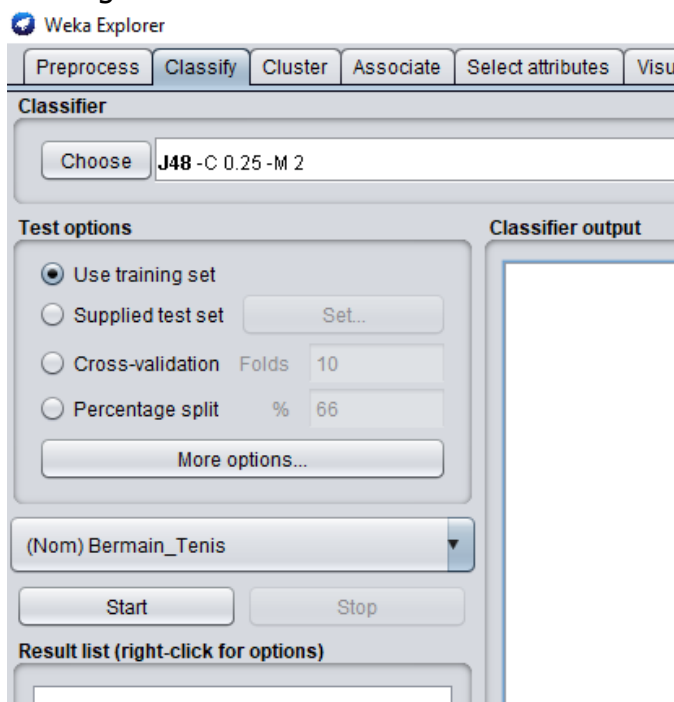 Weka Explorer
Preprocess Classify Cluster Associate Select attributes
Classifier
Choose J48 -C 0.25 -M 2
Test options
Classifier output
Use training set
Supplied test set Set...
Cross-validation Folds 10
Percentage split % 66
More options...
(Nom) Bermain_Tenis
Start Stop
Result list (right-click for options)